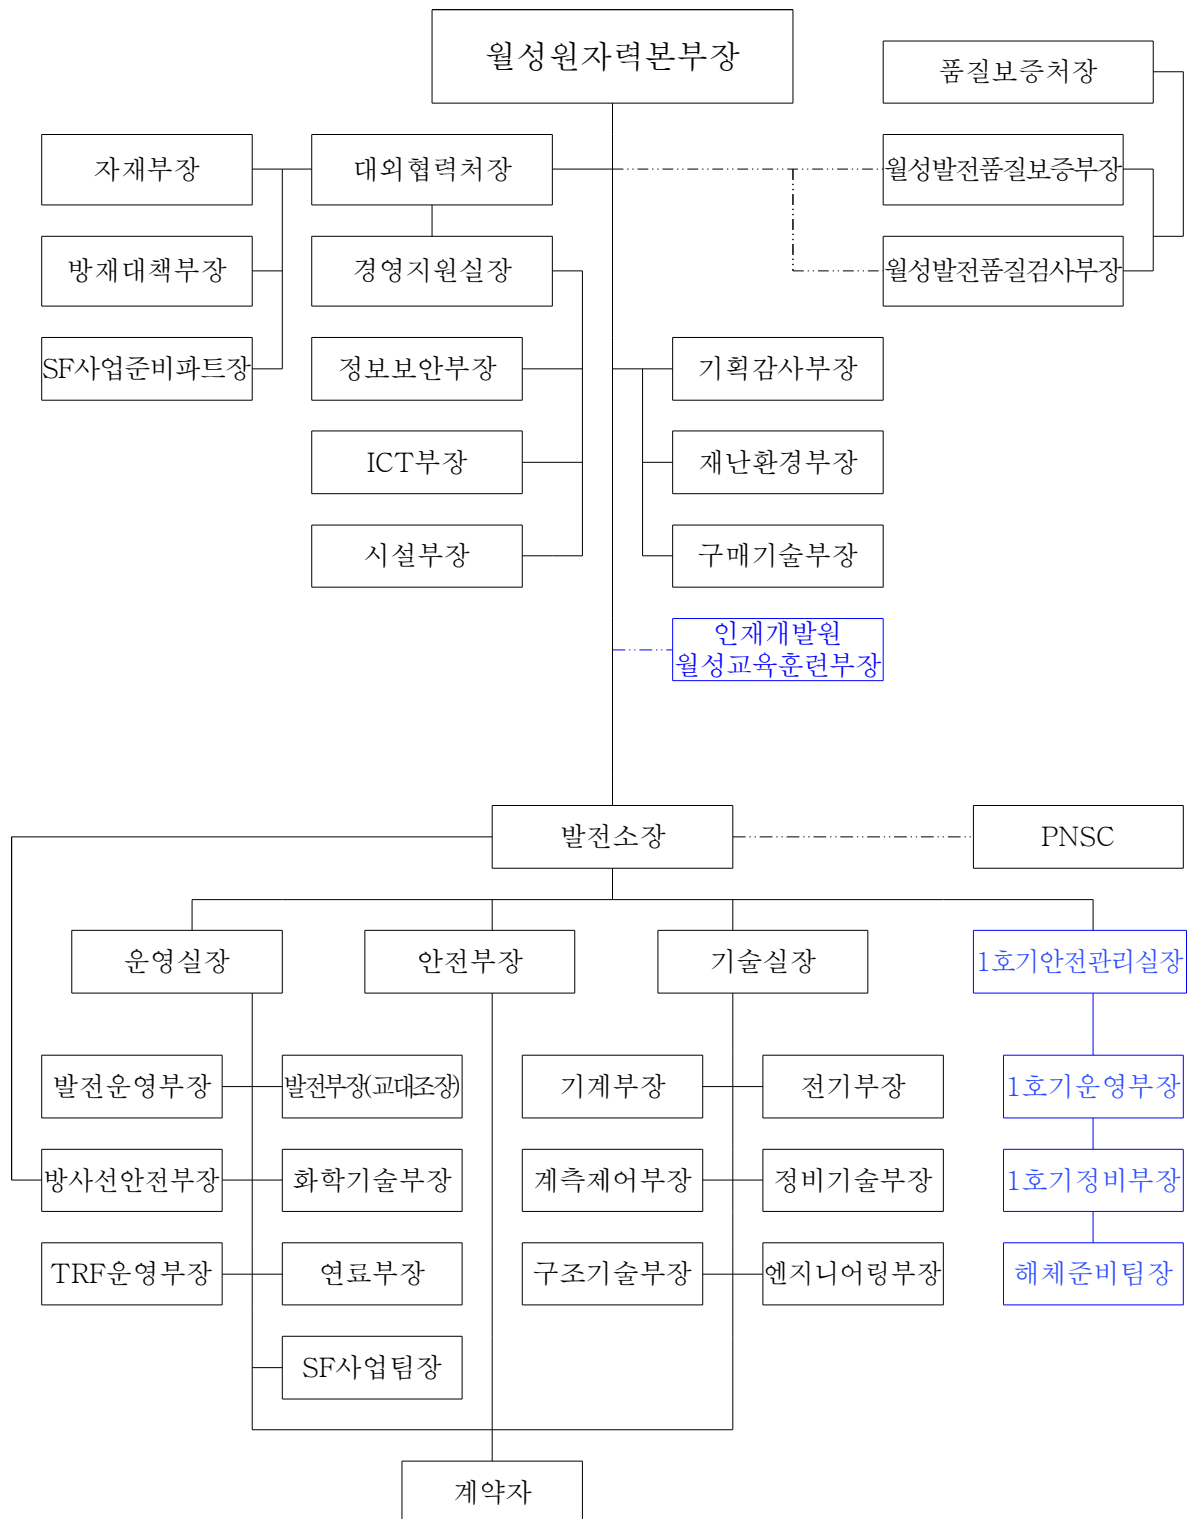 월성원자력본부장
품질보증처장
자재부장
대외협력처장
월성발전품질보증부장
방재대책부장
경영지원실장
월성발전품질검사부장
SF사업준비파트장
정보보안부장
기획감사부장
ICT부장
재난환경부장
시설부장
구매기술부장
인재개발원
월성교육훈련부장
발전소장
PNSC
운영실장
안전부장
기술실장
1호기안전관리실장
발전운영부장
발전부장(교대조장)
기계부장
전기부장
1호기운영부장
방사선안전부장
화학기술부장
계측제어부장
정비기술부장
1호기정비부장
TRF운영부장
연료부장
구조기술부장
엔지니어링부장
해체준비팀장
SF사업팀장
계약자